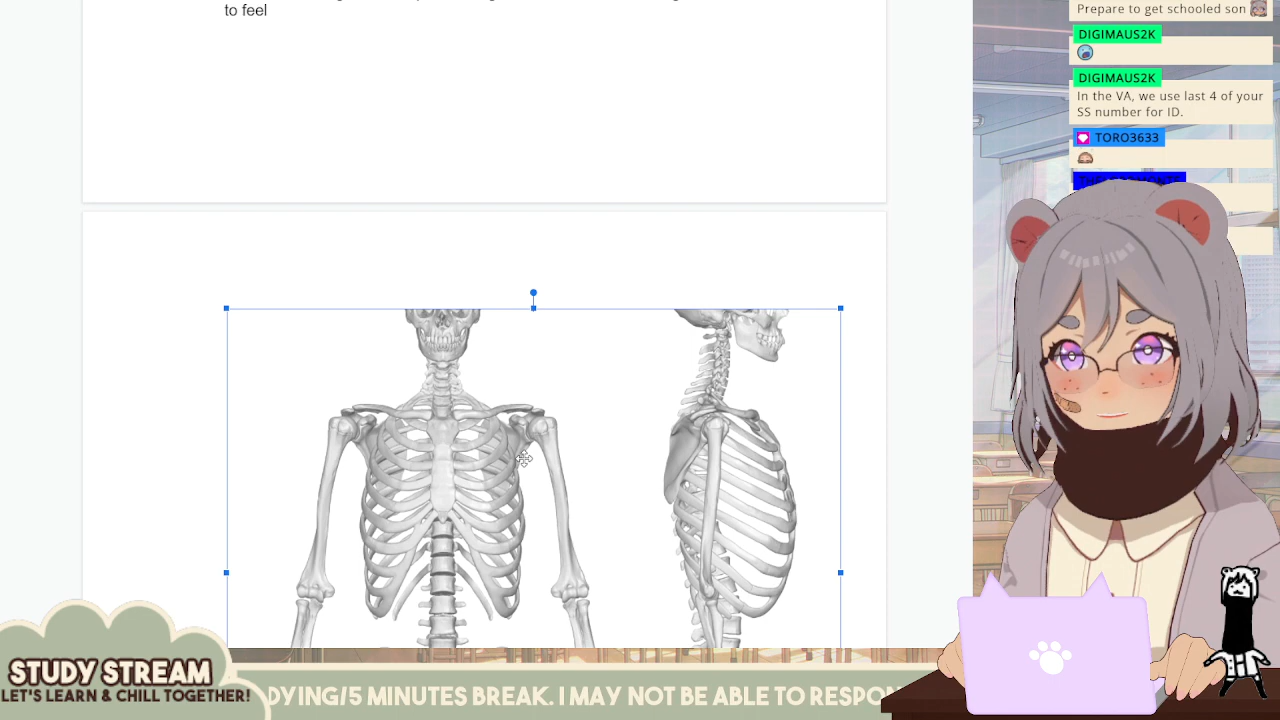 to feel
Prepare to get schooled son
DIGIMAUS2K
DIGIMAUS2K
In the VA, we use last 4 of your
SS number for ID.
TORO3633
STUDY STREAM
LET'S LEARN & CHILL TOGETHER!
DYING/5 MINUTES BREAK. I MAY NOT BE ABLE TO RESPON